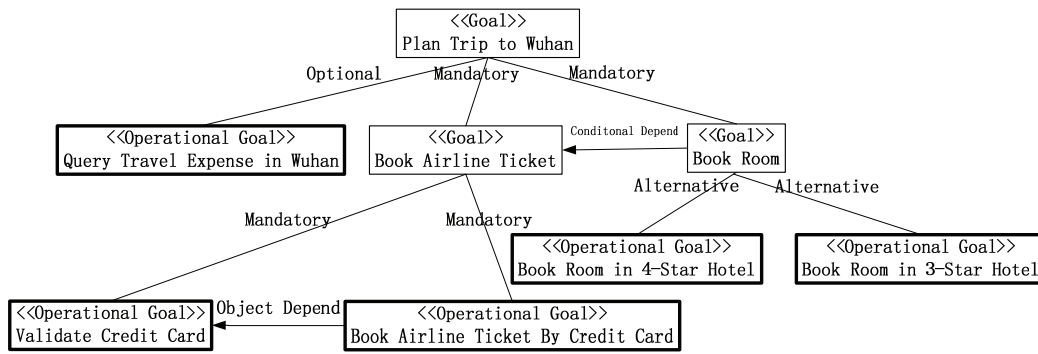 <<Goal>>
Plan Trip to Wuhan
Optional
Mandatory
Mandatory
<<Operational Goal>>
Query Travel Expense in Wuhan
<<Goal>>
Book Airline Ticket
Conditonal Depend
<<Goal>>
Book Room
Alternative
Alternative
Mandatory
Mandatory
<<Operational Goal>>
Book Room in 4-Star Hotel
<<Operational Goal>>
Book Room in 3-Star Hotel
<<Operational Goal>>
Validate Credit Card
Object Depend
<<Operational Goal>>
Book Airline Ticket By Credit Card